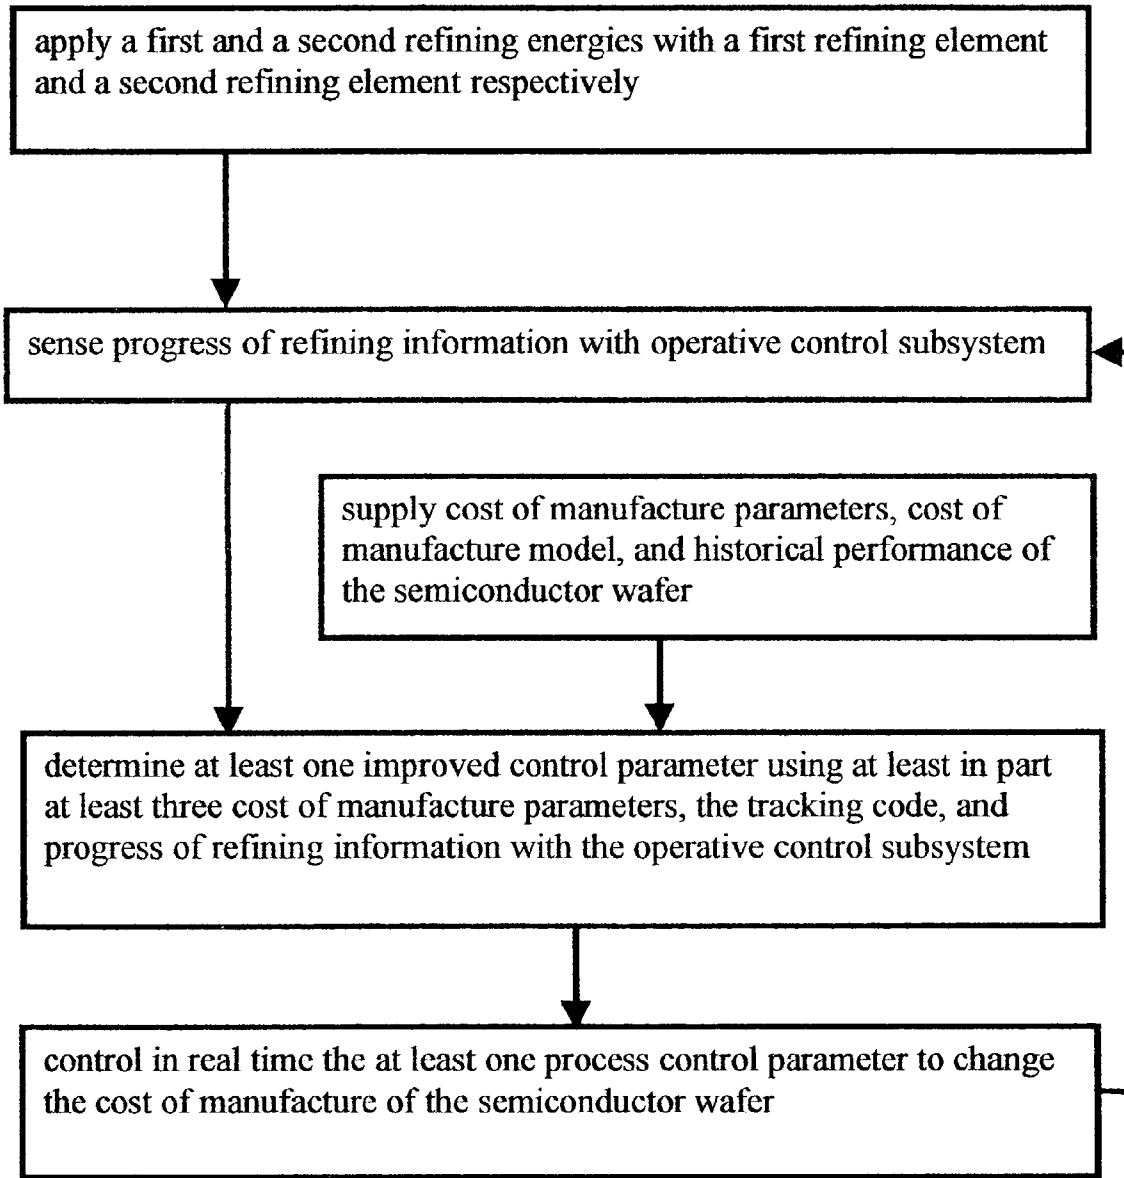 apply a first and a second refining energies with a first refining element
and a second refining element respectively
sense progress of refining information with operative control subsystem
supply cost of manufacture parameters, cost of
manufacture model, and historical performance of
the semiconductor wafer
determine at least one improved control parameter using at least in part
at least three cost of manufacture parameters, the tracking code, and
progress of refining information with the operative control subsystem
control in real time the at least one process control parameter to change
the cost of manufacture of the semiconductor wafer